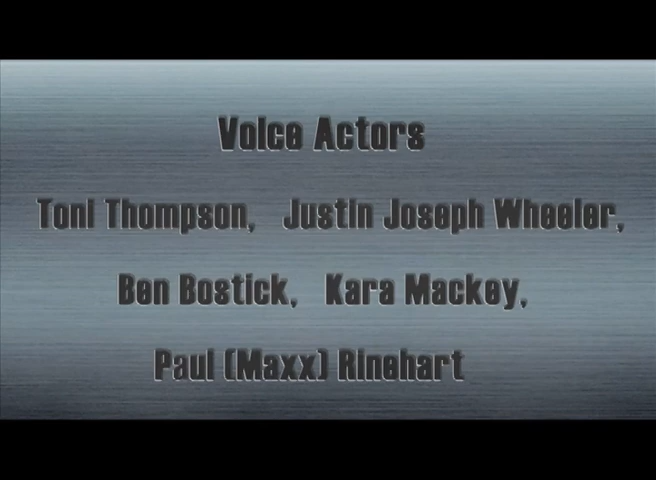 Voice Actors
Toni Thompson, Justin Joseph Wheeler,
Ben Bostick, Kara Mackey,
Paul (Maxx) Rinehart